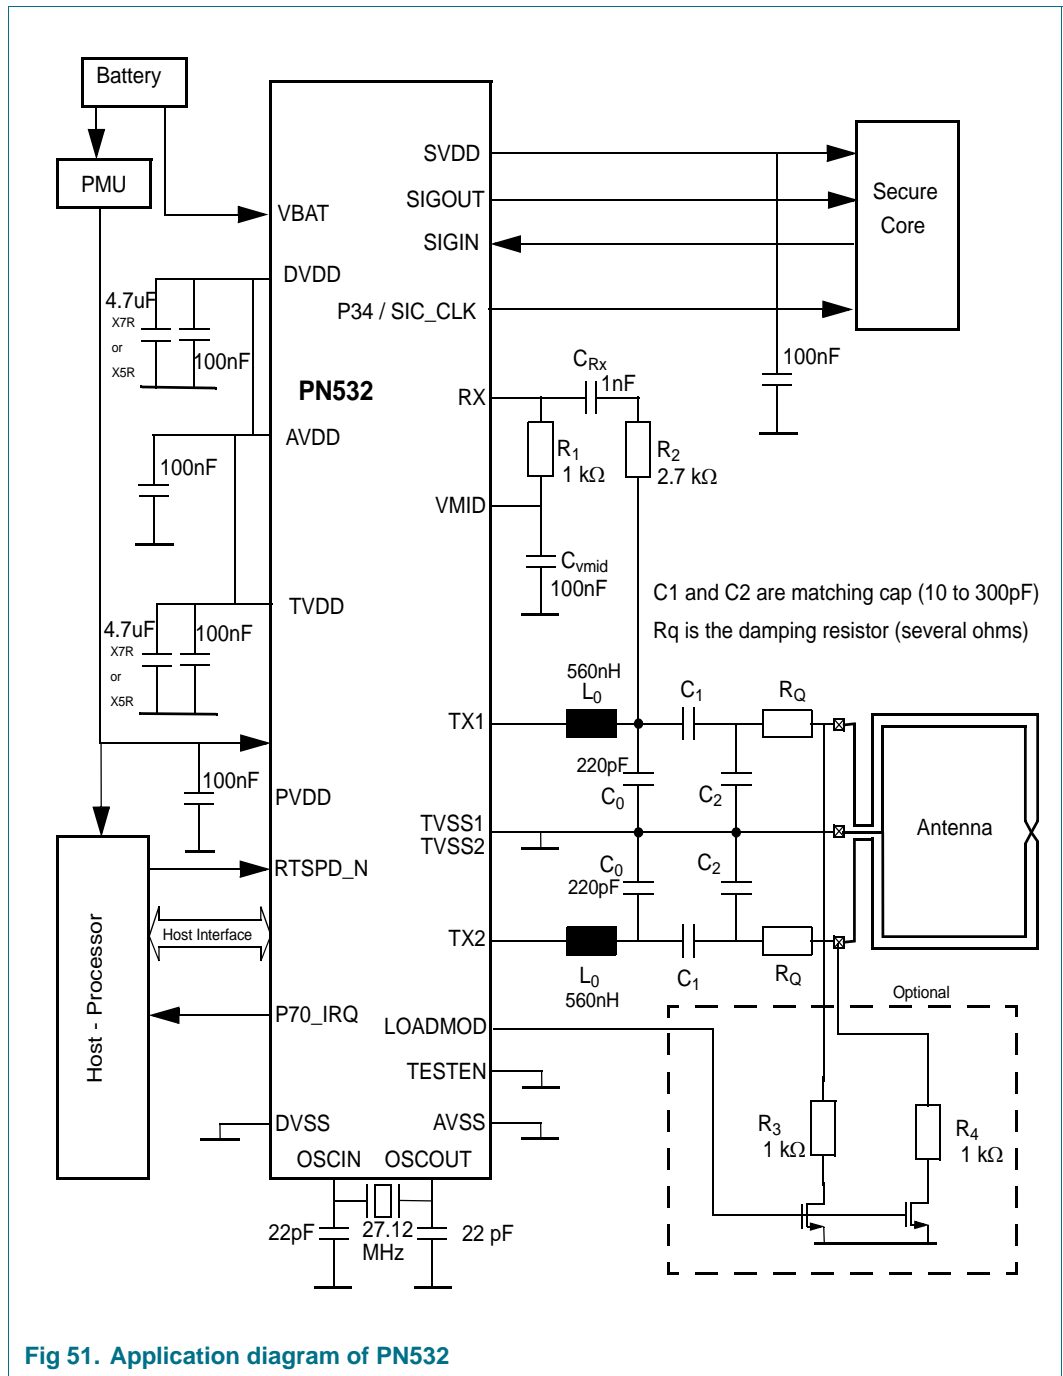 Battery
PMU
VBAT
DVDD
4.7uF
X7R
or
X5R
100nF
PN532
AVDD
100nF
TVDD
4.7uF
X7R
or
X5R
100nF
100nF
PVDD
RTSPD_N
Host Interface
Host - Processor
P70_IRQ
DVSS
OSCIN OSCOUT
22pF
27.12
MHz
22 pF
SVDD
SIGOUT
SIGIN
P34 / SIC_CLK
Secure
Core
100nF
RX
CRx
1nF
R1
1 kΩ
R2
2.7 kΩ
VMID
Cvmid
100nF
C1 and C2 are matching cap (10 to 300pF)
Rq is the damping resistor (several ohms)
560nH
L0
C1
RQ
TX1
220pF
C0
C2
TVSS1
TVSS2
Antenna
C0
220pF
C2
TX2
L0
560nH
C1
RQ
Optional
LOADMOD
TESTEN
AVSS
R3
1 kΩ
R4
1 kΩ
Fig 51. Application diagram of PN532